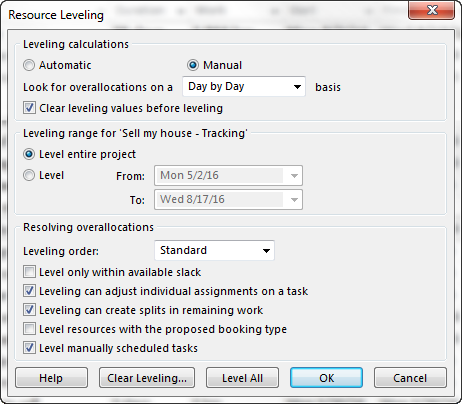 Resource Leveling
Leveling calculations
Automatic Manual
Look for overallocations on a Day by Day basis
Clear leveling values before leveling
Leveling range for 'Sell my house - Tracking'
Level entire project
Level From: Mon 5/2/16
To: Wed 8/17/16
Resolving overallocations
Leveling order: Standard
Level only within available slack
Leveling can adjust individual assignments on a task
Leveling can create splits in remaining work
Level resources with the proposed booking type
Level manually scheduled tasks
Help Clear Leveling... Level All OK Cancel